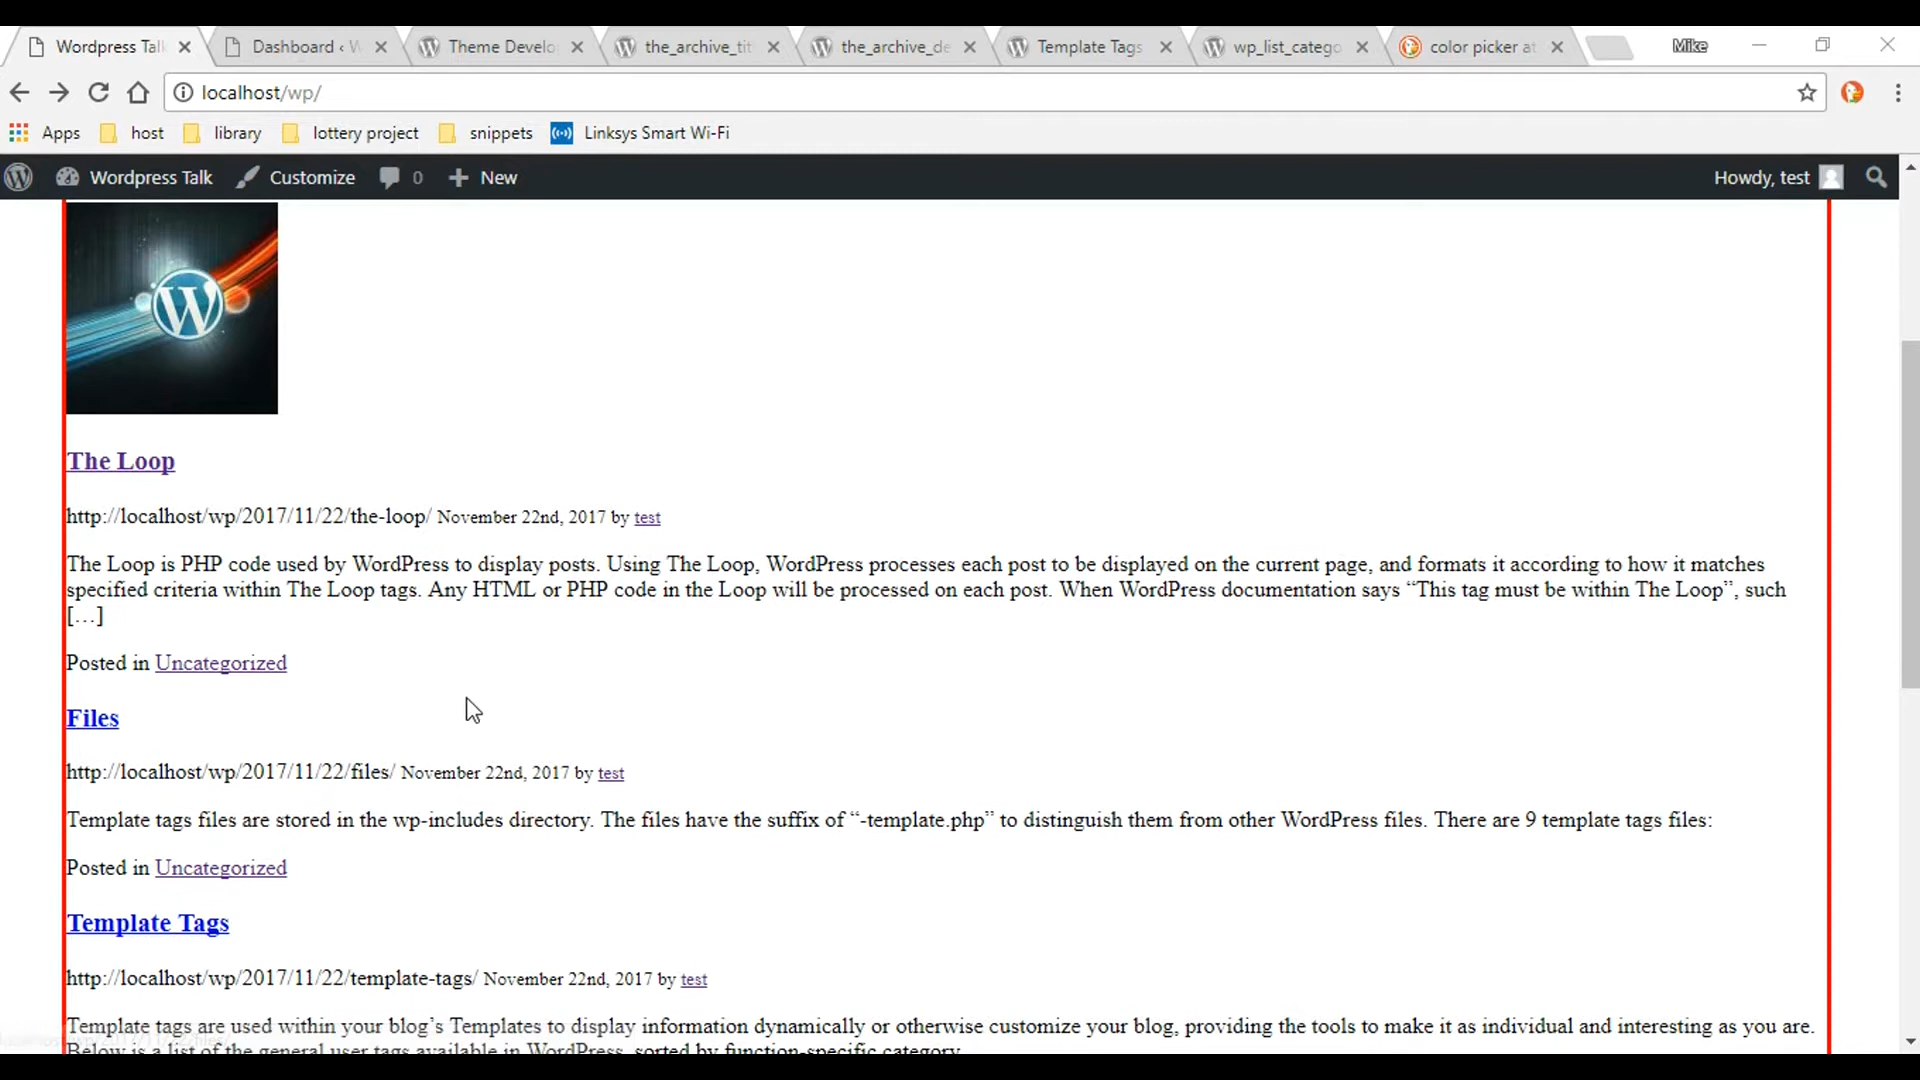 Wordpress Tal
Dashboard ‹ W
Theme Develo
the_archive_tit
the_archive_de
Template Tags
wp_list_catego
color picker at
Mike
localhost/wp/
Apps host library lottery project snippets Linksys Smart Wi-Fi
Wordpress Talk Customize 0 New Howdy, test
The Loop
http://localhost/wp/2017/11/22/the-loop/ November 22nd, 2017 by test
The Loop is PHP code used by WordPress to display posts. Using The Loop, WordPress processes each post to be displayed on the current page, and formats it according to how it matches
specified criteria within The Loop tags. Any HTML or PHP code in the Loop will be processed on each post. When WordPress documentation says “This tag must be within The Loop”, such
[…]
Posted in Uncategorized
Files
http://localhost/wp/2017/11/22/files/ November 22nd, 2017 by test
Template tags files are stored in the wp-includes directory. The files have the suffix of “-template.php” to distinguish them from other WordPress files. There are 9 template tags files:
Posted in Uncategorized
Template Tags
http://localhost/wp/2017/11/22/template-tags/ November 22nd, 2017 by test
Template tags are used within your blog’s Templates to display information dynamically or otherwise customize your blog, providing the tools to make it as individual and interesting as you are.
Below is a list of the general user tags available in WordPress, sorted by function-specific category